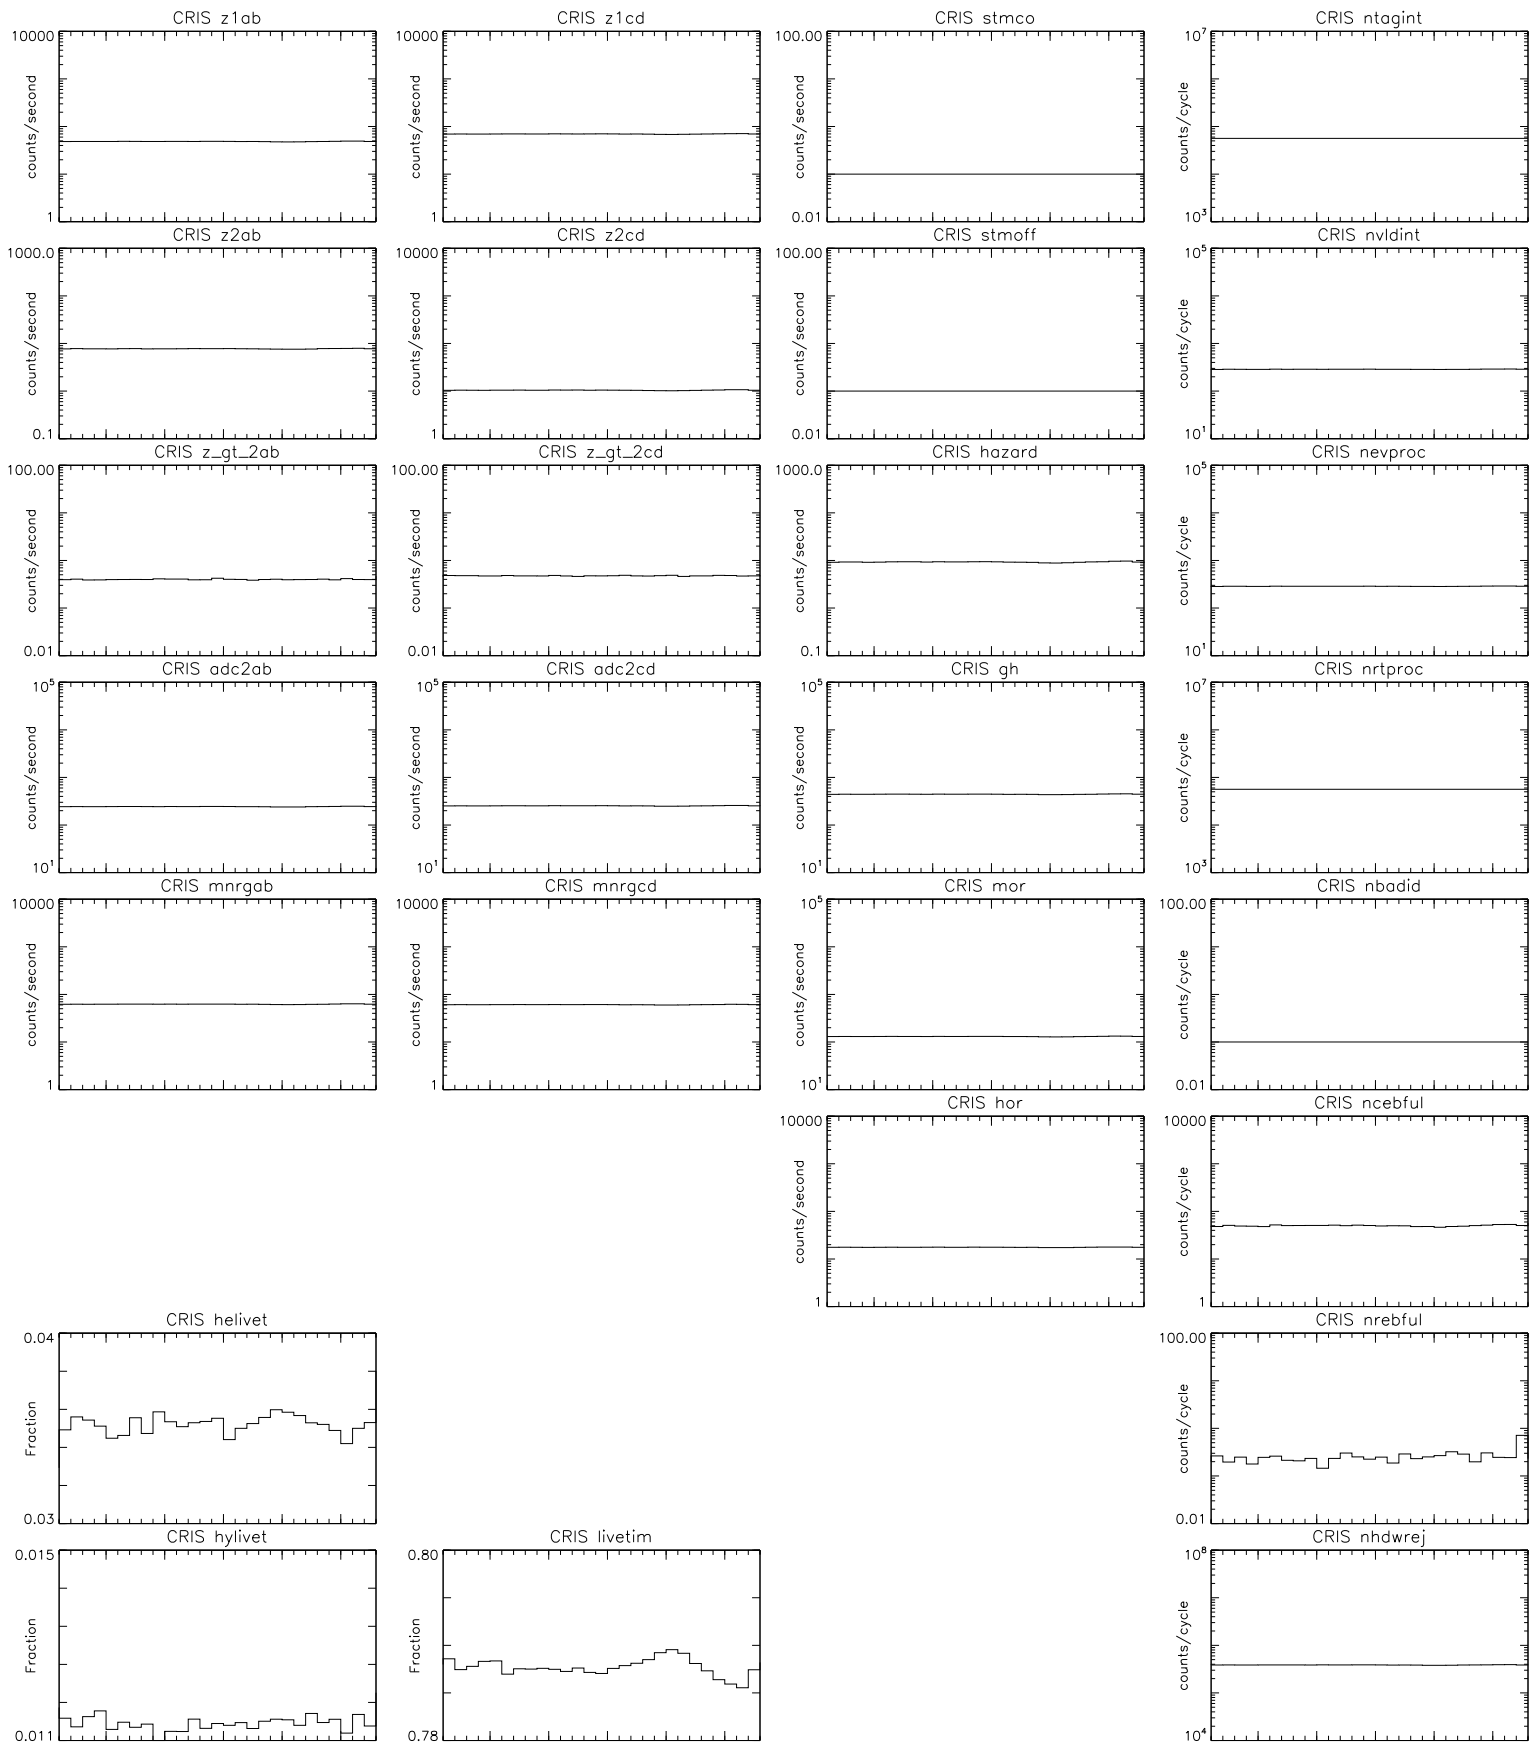 CRIS z1ab
CRIS z1cd
CRIS stmco
CRIS ntagint
10000
counts/second
1
10000
counts/second
1
100.00
counts/second
0.01
10⁷
counts/cycle
10³
CRIS z2ab
CRIS z2cd
CRIS stmoff
CRIS nvldint
1000.0
counts/second
0.1
10000
counts/second
1
100.00
counts/second
0.01
10⁵
counts/cycle
10¹
CRIS z_gt_2ab
CRIS z_gt_2cd
CRIS hazard
CRIS nevproc
100.00
counts/second
0.01
100.00
counts/second
0.01
1000.0
counts/second
0.1
10⁵
counts/cycle
10¹
CRIS adc2ab
CRIS adc2cd
CRIS gh
CRIS nrtproc
10⁵
counts/second
10¹
10⁵
counts/second
10¹
10⁵
counts/second
10¹
10⁷
counts/cycle
10³
CRIS mnrgab
CRIS mnrgcd
CRIS mor
CRIS nbadid
10000
counts/second
1
10000
counts/second
1
10⁵
counts/second
10¹
100.00
counts/cycle
0.01
CRIS hor
CRIS ncebful
10000
counts/second
1
10000
counts/cycle
1
CRIS helivet
CRIS nrebful
0.04
Fraction
0.03
100.00
counts/cycle
0.01
CRIS hylivet
CRIS livetim
CRIS nhdwrej
0.015
Fraction
0.011
0.80
Fraction
0.78
10⁸
counts/cycle
10⁴